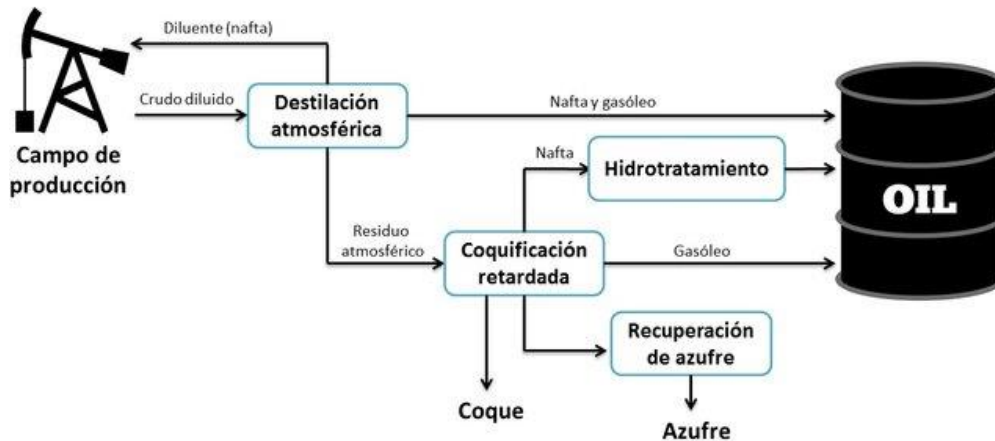 Diluente (nafta)
Crudo diluido
Campo de
producción
Destilación
atmosférica
Nafta y gasóleo
Nafta
Hidrotratamiento
OIL
Residuo
atmosférico
Coquificación
retardada
Gasóleo
Recuperación
de azufre
Coque
Azufre